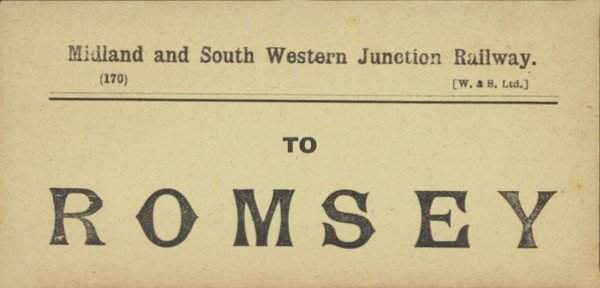 Midland and South Western Junction Railway.
(170) [W. & S. Ltd.]
TO
ROMSEY